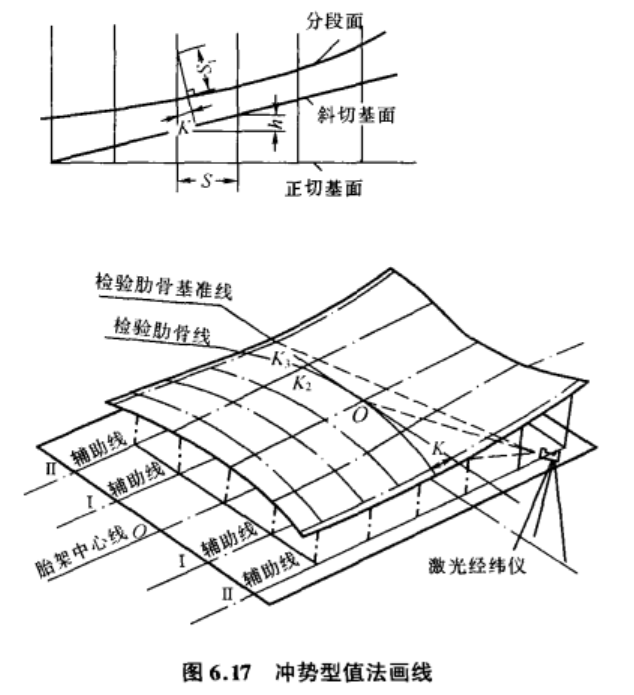 分段面
S₁
斜切基面
K
h
S
正切基面
检验肋骨基准线
检验肋骨线
K₃
K₂
O
K
II 辅助线
I 辅助线
胎架中心线 O
I 辅助线
II 辅助线
激光经纬仪
图 6.17 冲势型值法画线